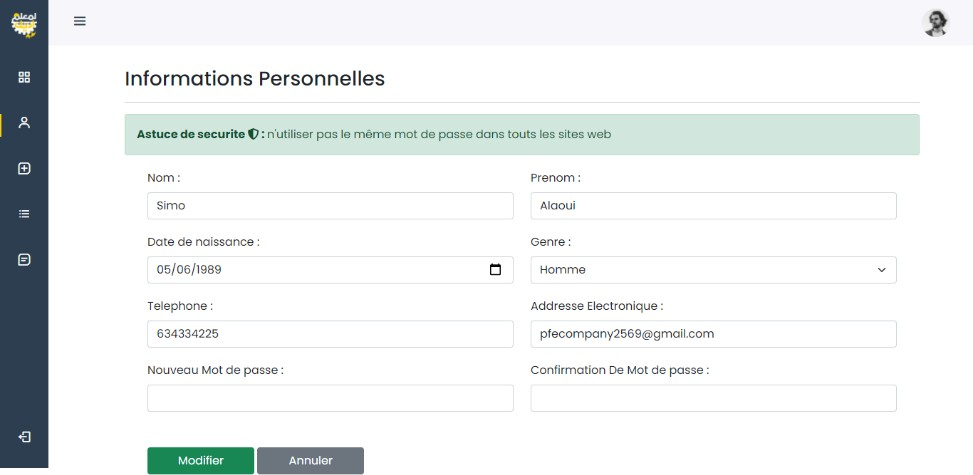 Informations Personnelles
Astuce de securite : n'utiliser pas le même mot de passe dans touts les sites web
Nom :
Prenom :
Simo
Alaoui
Date de naissance :
Genre :
05/06/1989
Homme
Telephone :
Addresse Electronique :
634334225
pfecompany2569@gmail.com
Nouveau Mot de passe :
Confirmation De Mot de passe :
Modifier
Annuler